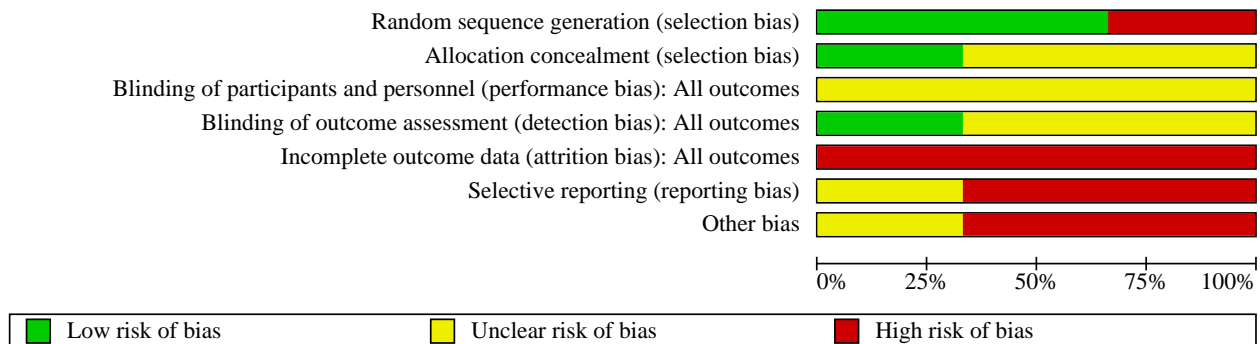 Random sequence generation (selection bias)
Allocation concealment (selection bias)
Blinding of participants and personnel (performance bias): All outcomes
Blinding of outcome assessment (detection bias): All outcomes
Incomplete outcome data (attrition bias): All outcomes
Selective reporting (reporting bias)
Other bias
0% 25% 50% 75% 100%
Low risk of bias Unclear risk of bias High risk of bias